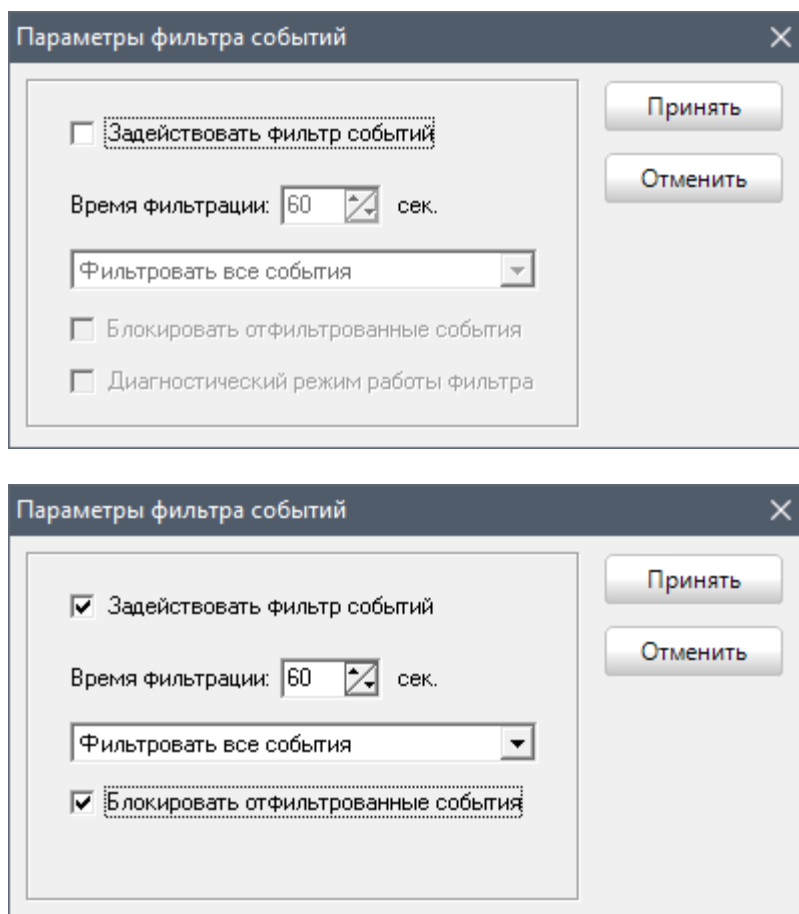 Параметры фильтра событий
Принять
Задействовать фильтр событий
Отменить
Время фильтрации: 60 сек.
Фильтровать все события
Блокировать отфильтрованные события
Диагностический режим работы фильтра
Параметры фильтра событий
Принять
Задействовать фильтр событий
Отменить
Время фильтрации: 60 сек.
Фильтровать все события
Блокировать отфильтрованные события